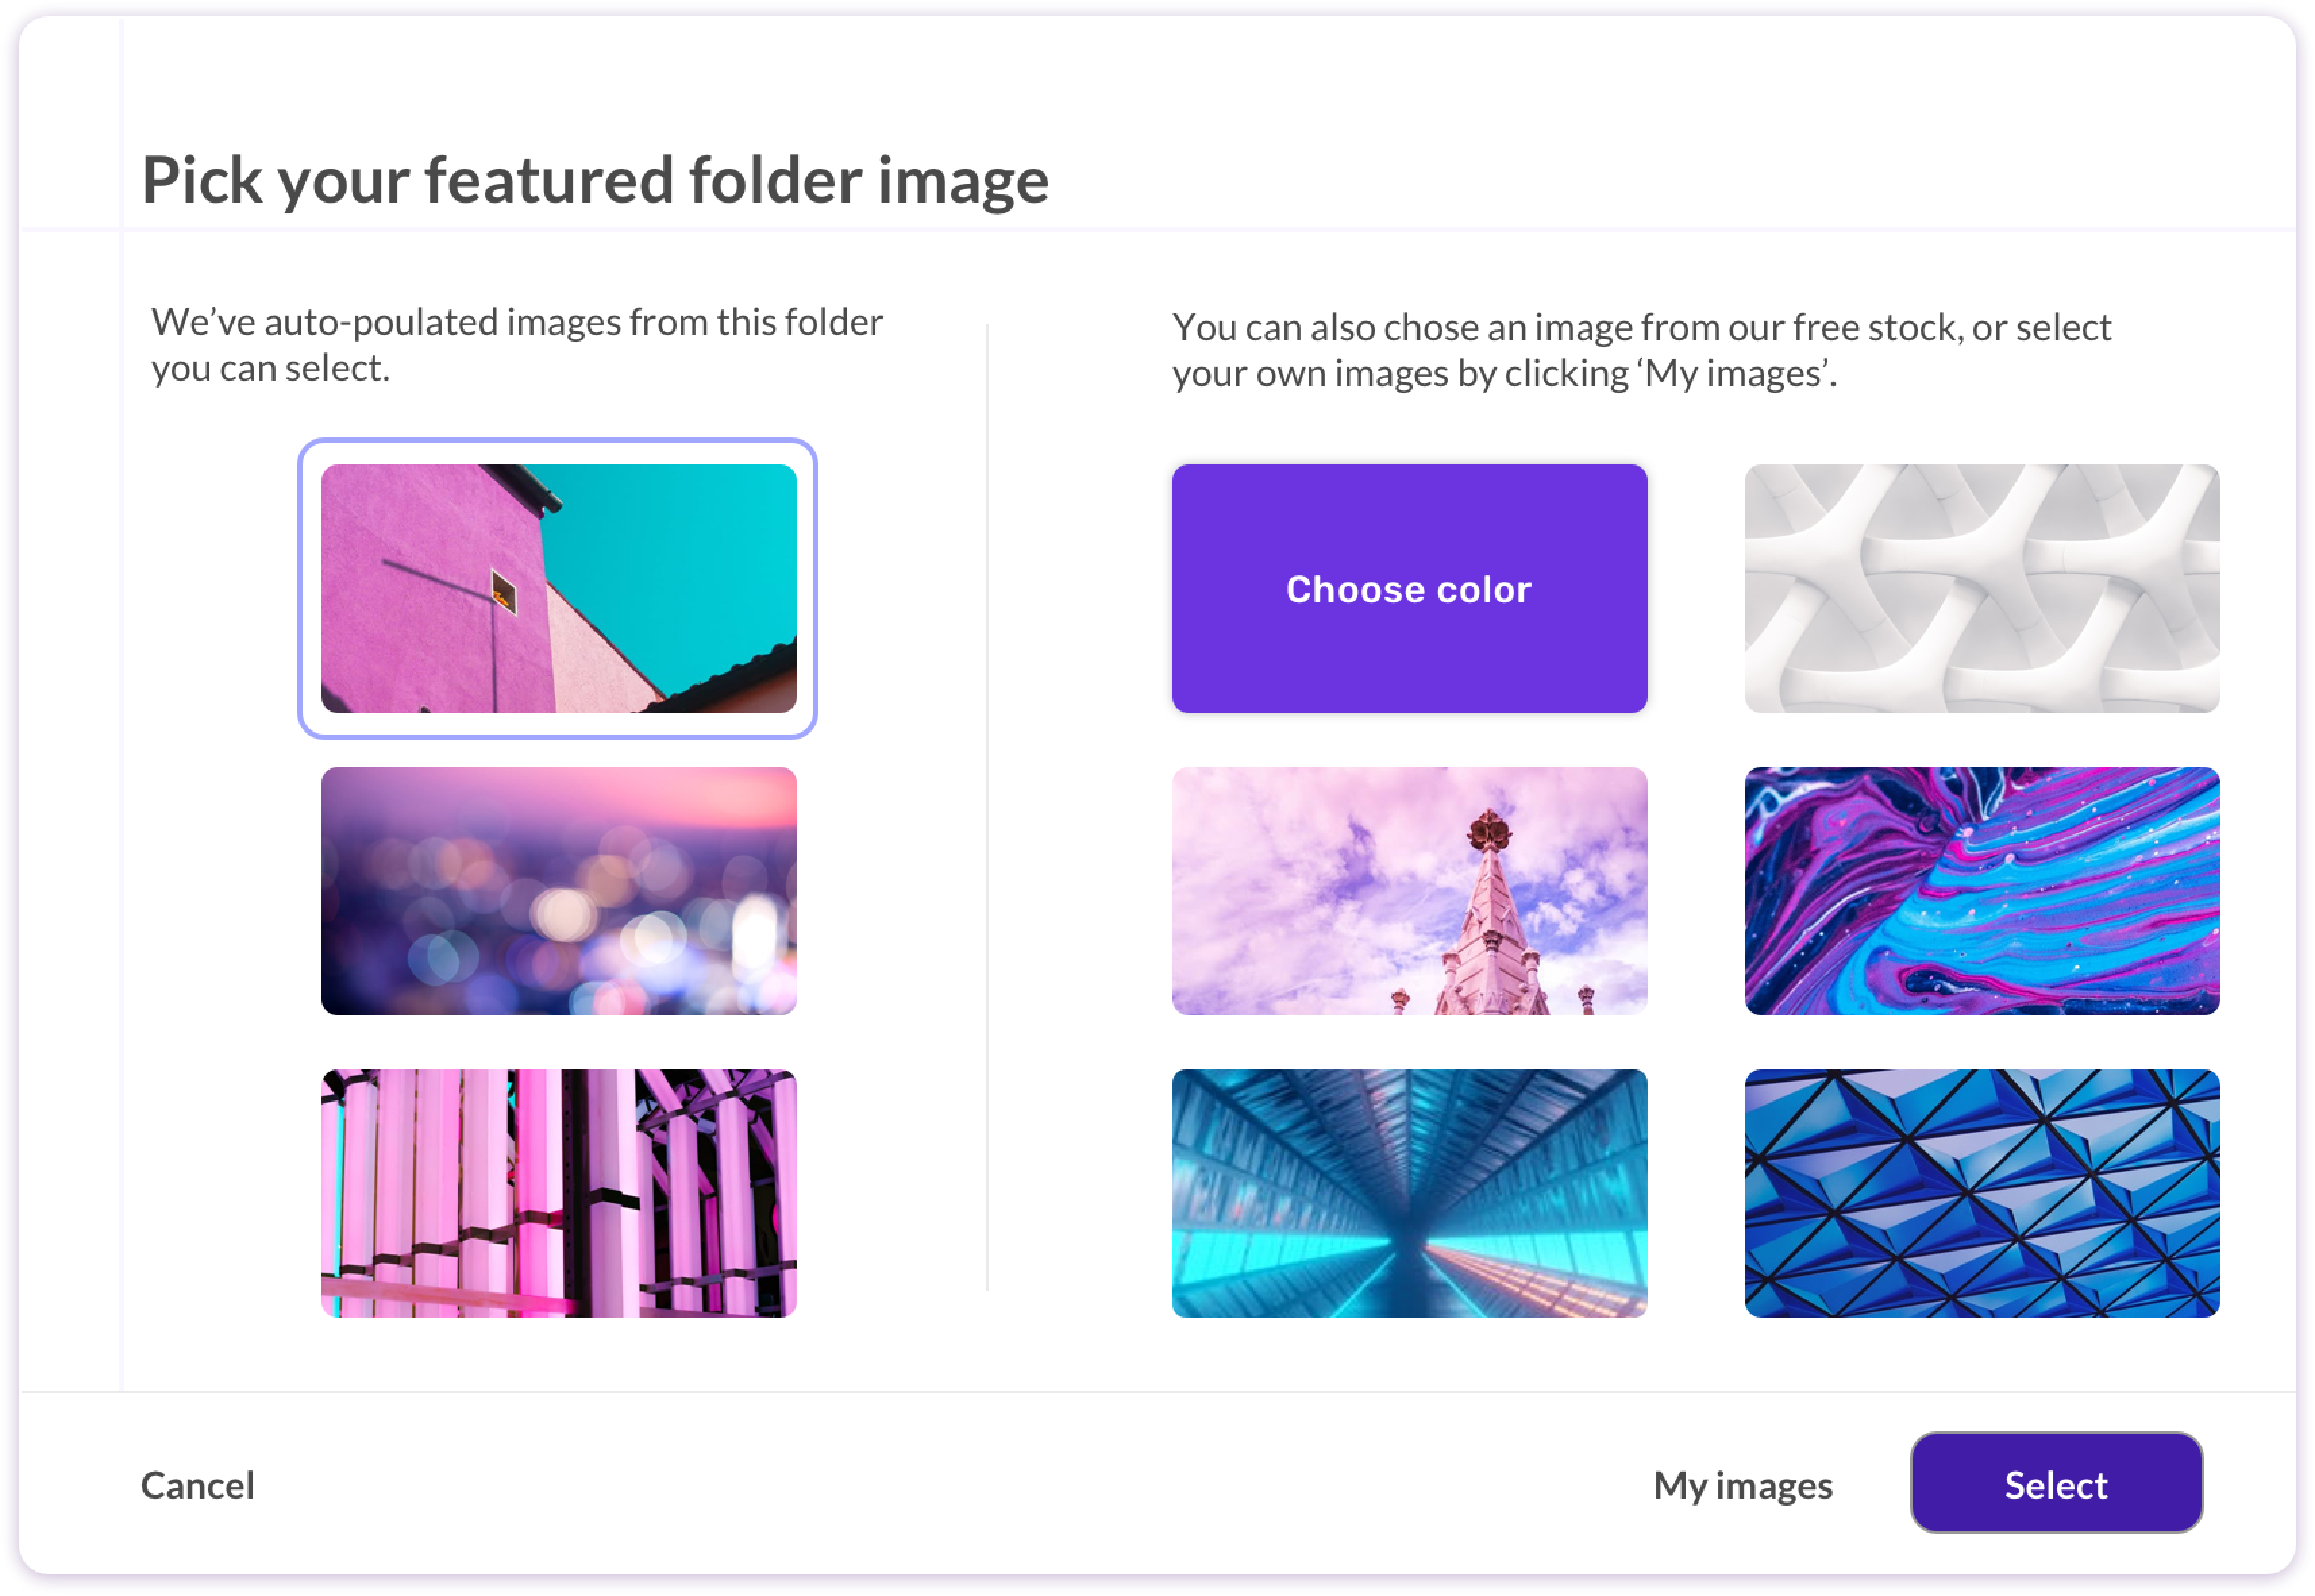 Pick your featured folder image
We’ve auto-poulated images from this folder
you can select.
You can also chose an image from our free stock, or select
your own images by clicking ‘My images’.
Choose color
Cancel
My images
Select